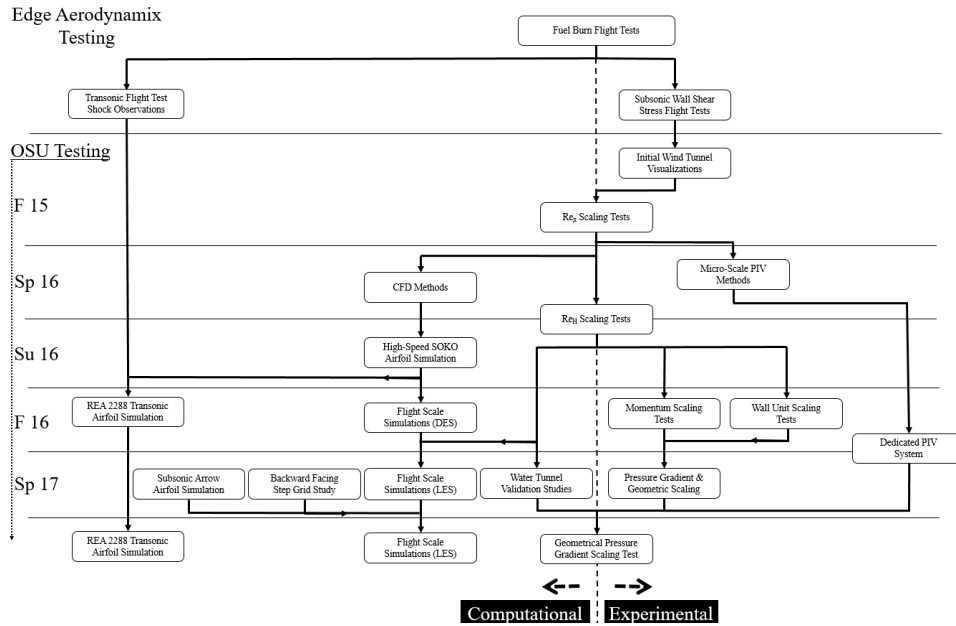 Edge Aerodynamix
Testing
Fuel Burn Flight Tests
Transonic Flight Test
Shock Observations
Subsonic Wall Shear
Stress Flight Tests
OSU Testing
Initial Wind Tunnel
Visualizations
F 15
Rex Scaling Tests
Sp 16
CFD Methods
Micro-Scale PIV
Methods
ReH Scaling Tests
Su 16
High-Speed SOKO
Airfoil Simulation
F 16
REA 2288 Transonic
Airfoil Simulation
Flight Scale
Simulations (DES)
Momentum Scaling
Tests
Wall Unit Scaling
Tests
Dedicated PIV
System
Sp 17
Subsonic Arrow
Airfoil Simulation
Backward Facing
Step Grid Study
Flight Scale
Simulations (LES)
Water Tunnel
Validation Studies
Pressure Gradient &
Geometric Scaling
REA 2288 Transonic
Airfoil Simulation
Flight Scale
Simulations (LES)
Geometrical Pressure
Gradient Scaling Test
Computational
Experimental